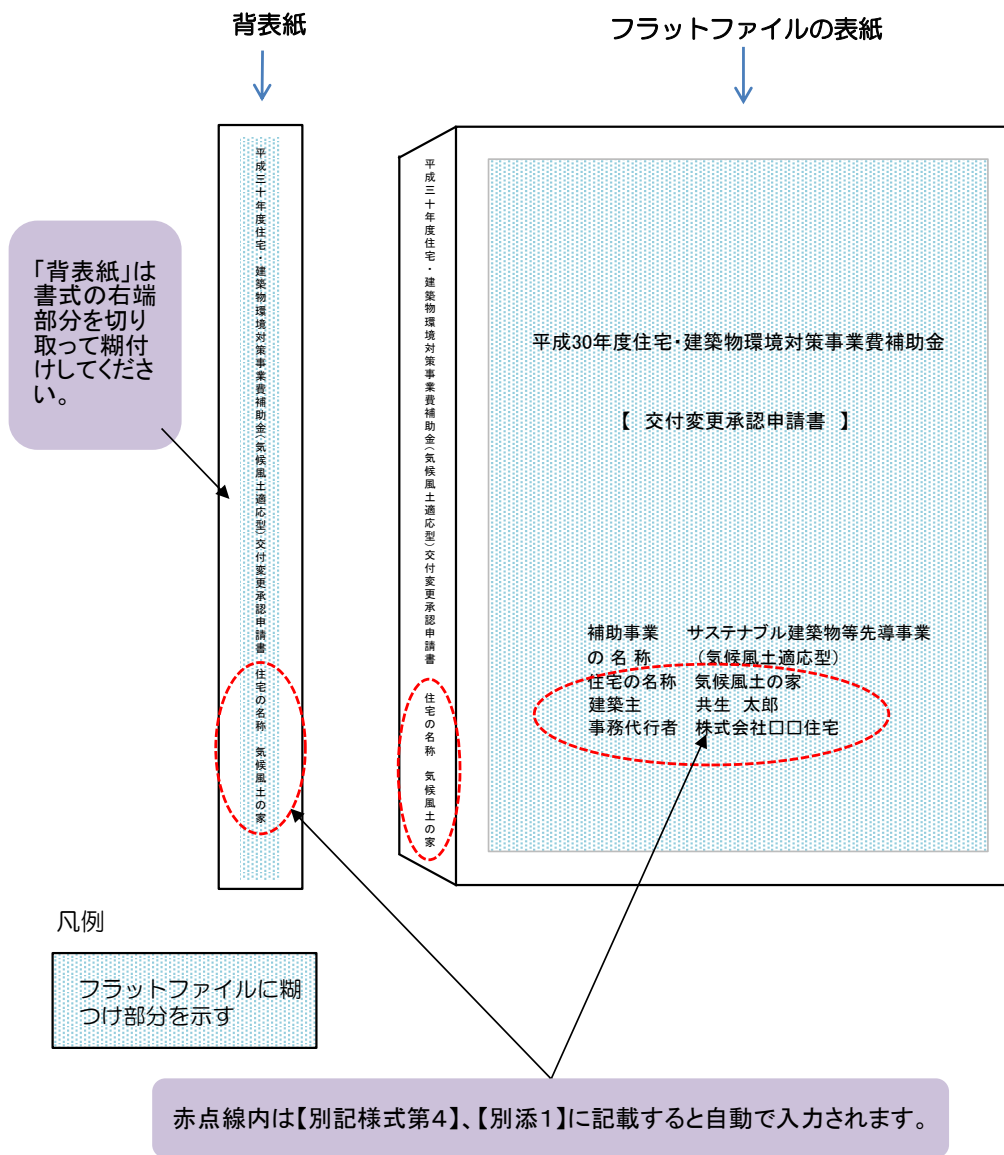 背表紙
フラットファイルの表紙
平成三十年度住宅・建築物環境対策事業費補助金(気候風土適応型)交付変更承認申請書　住宅の名称　気候風土の家
平成三十年度住宅・建築物環境対策事業費補助金(気候風土適応型)交付変更承認申請書　住宅の名称　気候風土の家
「背表紙」は
書式の右端
部分を切り
取って糊付
けしてくださ
い。
平成30年度住宅・建築物環境対策事業費補助金
【　交付変更承認申請書　】
補助事業　サステナブル建築物等先導事業
の 名 称　（気候風土適応型）
住宅の名称　気候風土の家
建築主　共生　太郎
事務代行者　株式会社□□住宅
凡例
フラットファイルに糊
つけ部分を示す
赤点線内は【別記様式第4】、【別添1】に記載すると自動で入力されます。